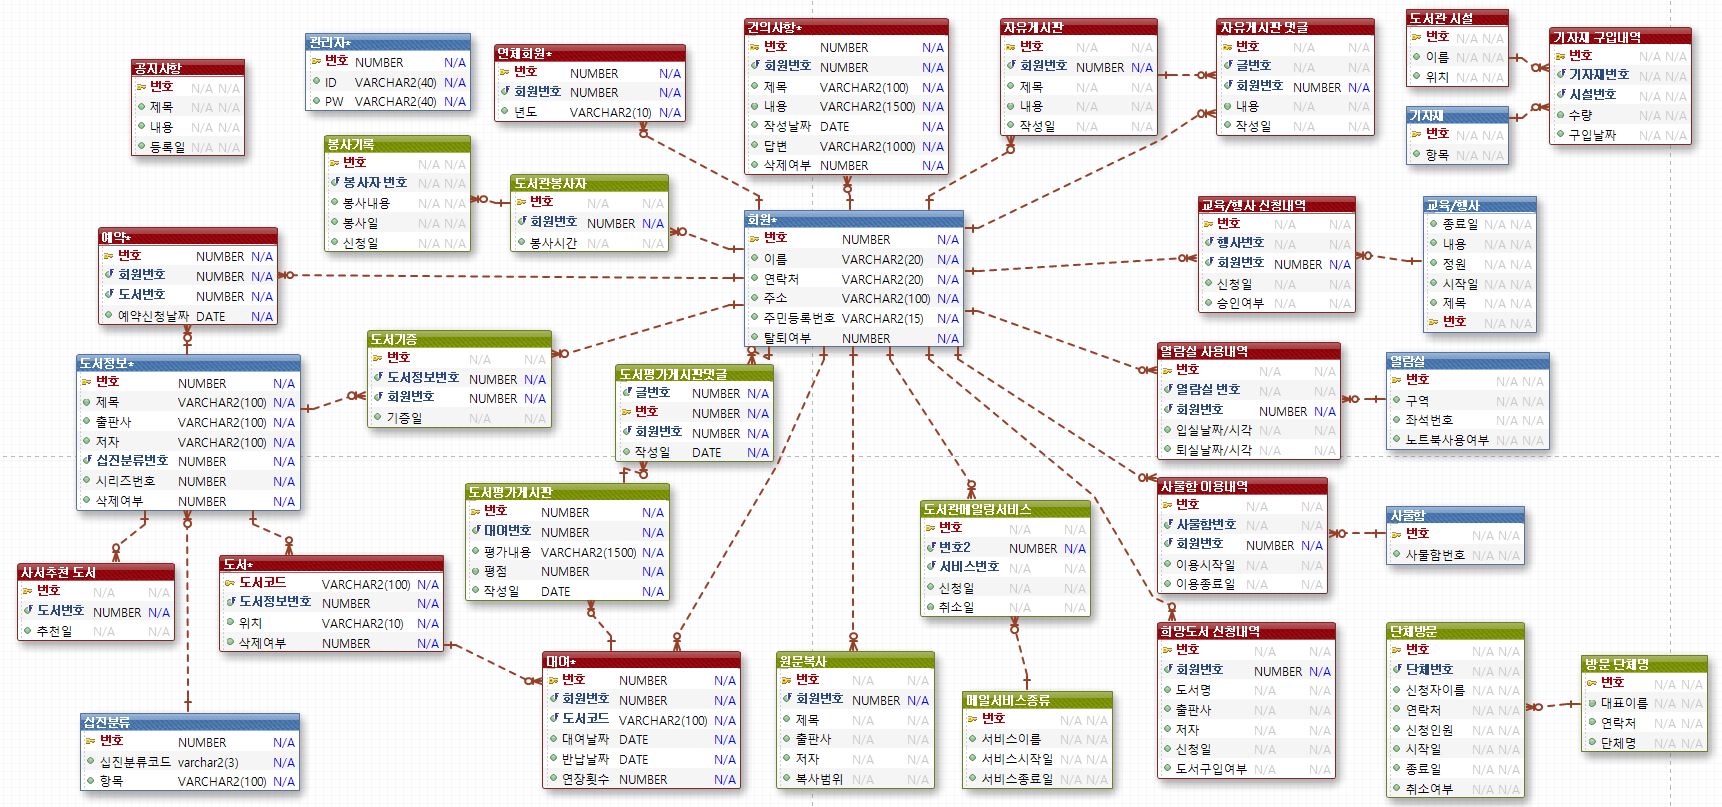 공지사항
번호 N/A N/A
제목 N/A N/A
내용 N/A N/A
등록일 N/A N/A
관리자*
번호 NUMBER N/A
ID VARCHAR2(40) N/A
PW VARCHAR2(40) N/A
연체회원*
번호 NUMBER N/A
회원번호 NUMBER N/A
년도 VARCHAR2(10) N/A
건의사항*
번호 NUMBER N/A
회원번호 NUMBER N/A
제목 VARCHAR2(100) N/A
내용 VARCHAR2(1500) N/A
작성날짜 DATE N/A
답변 VARCHAR2(1000) N/A
삭제여부 NUMBER N/A
자유게시판
번호 N/A N/A
회원번호 NUMBER N/A
제목 N/A N/A
내용 N/A N/A
작성일 N/A N/A
자유게시판 댓글
번호 N/A N/A
글번호 N/A N/A
회원번호 NUMBER N/A
내용 N/A N/A
작성일 N/A N/A
도서관 시설
번호 N/A N/A
이름 N/A N/A
위치 N/A N/A
기자재 구입내역
번호 N/A N/A
기자재번호 N/A N/A
시설번호 N/A N/A
수량 N/A N/A
구입날짜 N/A N/A
기자재
번호 N/A N/A
항목 N/A N/A
봉사기록
번호 N/A N/A
봉사자 번호 N/A N/A
봉사내용 N/A N/A
봉사일 N/A N/A
신청일 N/A N/A
도서관봉사자
번호 N/A N/A
회원번호 NUMBER N/A
봉사시간 N/A N/A
회원*
번호 NUMBER N/A
이름 VARCHAR2(20) N/A
연락처 VARCHAR2(20) N/A
주소 VARCHAR2(100) N/A
주민등록번호 VARCHAR2(15) N/A
탈퇴여부 NUMBER N/A
교육/행사 신청내역
번호 N/A N/A
행사번호 N/A N/A
회원번호 NUMBER N/A
신청일 N/A N/A
승인여부 N/A N/A
교육/행사
종료일 N/A N/A
내용 N/A N/A
정원 N/A N/A
시작일 N/A N/A
제목 N/A N/A
번호 N/A N/A
예약*
번호 NUMBER N/A
회원번호 NUMBER N/A
도서번호 NUMBER N/A
예약신청날짜 DATE N/A
도서기증
번호 N/A N/A
도서정보번호 NUMBER N/A
회원번호 NUMBER N/A
기증일 N/A N/A
도서정보*
번호 NUMBER N/A
제목 VARCHAR2(100) N/A
출판사 VARCHAR2(100) N/A
저자 VARCHAR2(100) N/A
십진분류번호 NUMBER N/A
시리즈번호 NUMBER N/A
삭제여부 NUMBER N/A
도서평가게시판댓글
글번호 NUMBER N/A
번호 NUMBER N/A
회원번호 NUMBER N/A
작성일 DATE N/A
열람실 사용내역
번호 N/A N/A
열람실 번호 N/A N/A
회원번호 NUMBER N/A
입실날짜/시각 N/A N/A
퇴실날짜/시각 N/A N/A
열람실
번호 N/A N/A
구역 N/A N/A
좌석번호 N/A N/A
노트북사용여부 N/A N/A
도서평가게시판
번호 NUMBER N/A
대여번호 NUMBER N/A
평가내용 VARCHAR2(1500) N/A
평점 NUMBER N/A
작성일 DATE N/A
도서관메일링서비스
번호 N/A N/A
번호2 NUMBER N/A
서비스번호 N/A N/A
신청일 N/A N/A
취소일 N/A N/A
사물함 이용내역
번호 N/A N/A
사물함번호 N/A N/A
회원번호 NUMBER N/A
이용시작일 N/A N/A
이용종료일 N/A N/A
사물함
번호 N/A N/A
사물함번호 N/A N/A
사서추천 도서
번호 N/A N/A
도서번호 NUMBER N/A
추천일 N/A N/A
도서*
도서코드 VARCHAR2(100) N/A
도서정보번호 NUMBER N/A
위치 VARCHAR2(10) N/A
삭제여부 NUMBER N/A
대여*
번호 NUMBER N/A
회원번호 NUMBER N/A
도서코드 VARCHAR2(100) N/A
대여날짜 DATE N/A
반납날짜 DATE N/A
연장횟수 NUMBER N/A
원문복사
번호 N/A N/A
회원번호 NUMBER N/A
제목 N/A N/A
출판사 N/A N/A
저자 N/A N/A
복사범위 N/A N/A
메일서비스종류
번호 N/A N/A
서비스이름 N/A N/A
서비스시작일 N/A N/A
서비스종료일 N/A N/A
희망도서 신청내역
번호 N/A N/A
회원번호 NUMBER N/A
도서명 N/A N/A
출판사 N/A N/A
저자 N/A N/A
신청일 N/A N/A
도서구입여부 N/A N/A
단체방문
번호 N/A N/A
단체번호 N/A N/A
신청자이름 N/A N/A
연락처 N/A N/A
신청인원 N/A N/A
시작일 N/A N/A
종료일 N/A N/A
취소여부 N/A N/A
방문 단체명
번호 N/A N/A
대표이름 N/A N/A
연락처 N/A N/A
단체명 N/A N/A
십진분류
번호 NUMBER N/A
십진분류코드 varchar2(3) N/A
항목 VARCHAR2(100) N/A